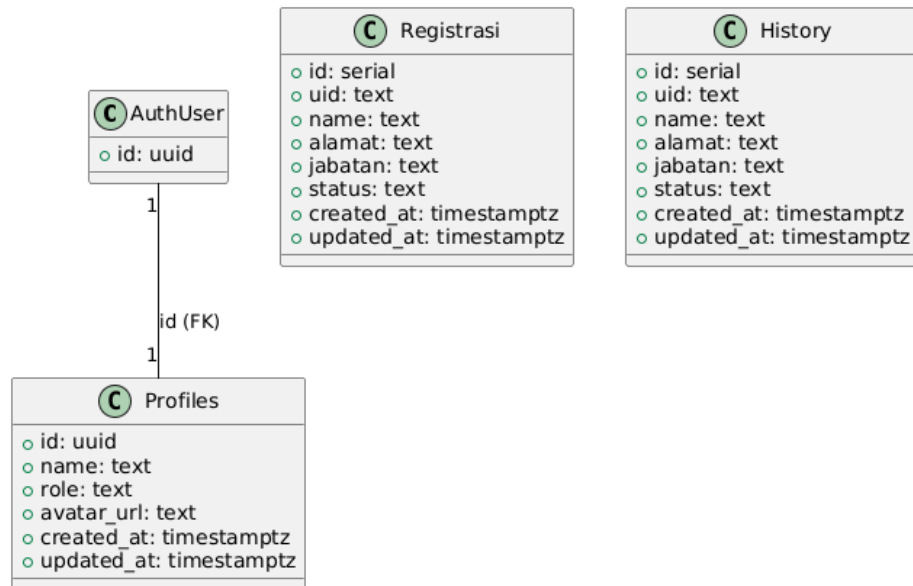 C AuthUser
id: uuid
C Registrasi
id: serial
uid: text
name: text
alamat: text
jabatan: text
status: text
created_at: timestamptz
updated_at: timestamptz
C History
id: serial
uid: text
name: text
alamat: text
jabatan: text
status: text
created_at: timestamptz
updated_at: timestamptz
1
id (FK)
1
C Profiles
id: uuid
name: text
role: text
avatar_url: text
created_at: timestamptz
updated_at: timestamptz